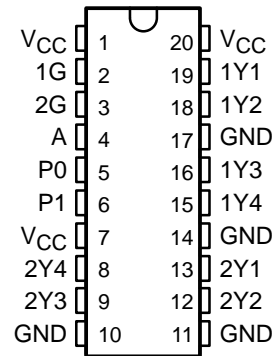 VCC 1 20 VCC
1G 2 19 1Y1
2G 3 18 1Y2
A 4 17 GND
P0 5 16 1Y3
P1 6 15 1Y4
VCC 7 14 GND
2Y4 8 13 2Y1
2Y3 9 12 2Y2
GND 10 11 GND